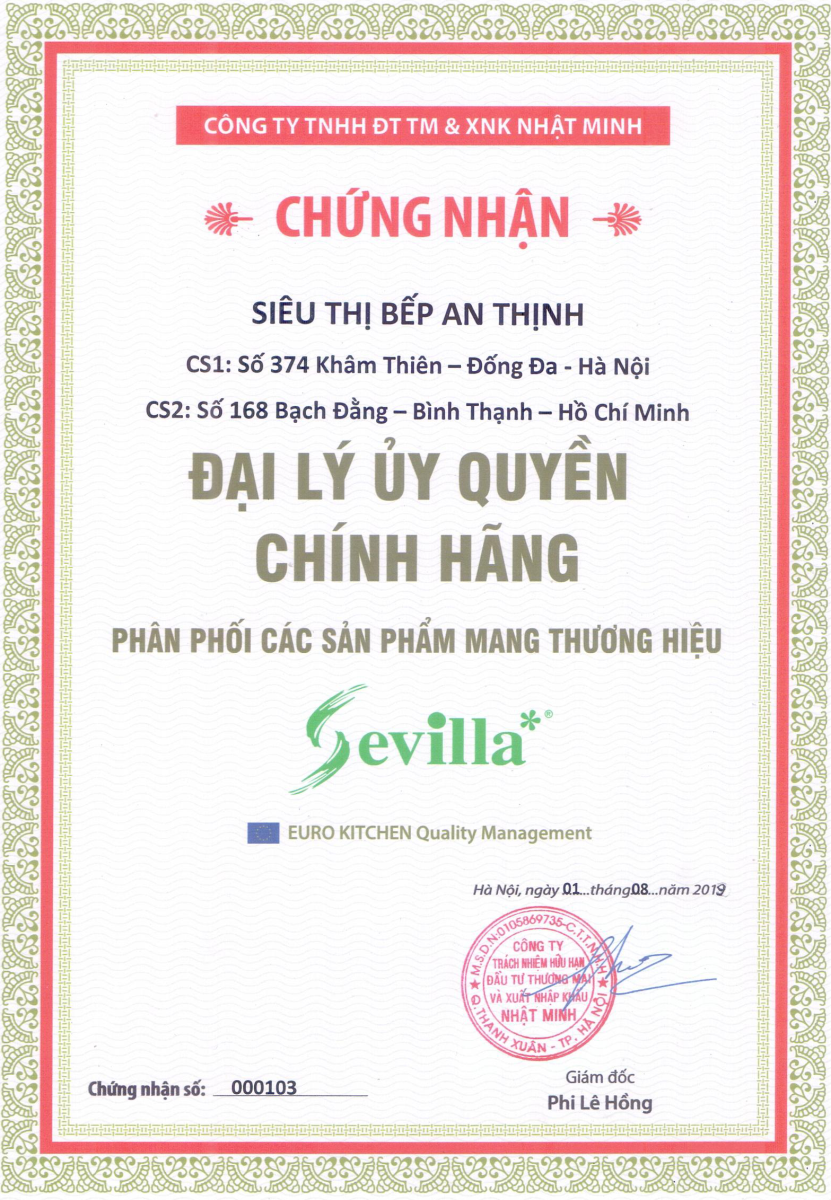 CÔNG TY TNHH ĐT TM & XNK NHẬT MINH
CHỨNG NHẬN
SIÊU THỊ BẾP AN THỊNH
CS1: Số 374 Khâm Thiên – Đống Đa - Hà Nội
CS2: Số 168 Bạch Đằng – Bình Thạnh – Hồ Chí Minh
ĐẠI LÝ ỦY QUYỀN
CHÍNH HÃNG
PHÂN PHỐI CÁC SẢN PHẨM MANG THƯƠNG HIỆU
Sevilla*®
EURO KITCHEN Quality Management
Hà Nội, ngày 01...tháng 08...năm 2019
M.S.D.N:0105869735-C.T.T.N.H.H
CÔNG TY
TRÁCH NHIỆM HỮU HẠN
ĐẦU TƯ THƯƠNG MẠI
VÀ XUẤT NHẬP KHẨU
NHẬT MINH
Q.THANH XUÂN - TP. HÀ NỘI
Chứng nhận số: 000103
Giám đốc
Phi Lê Hồng